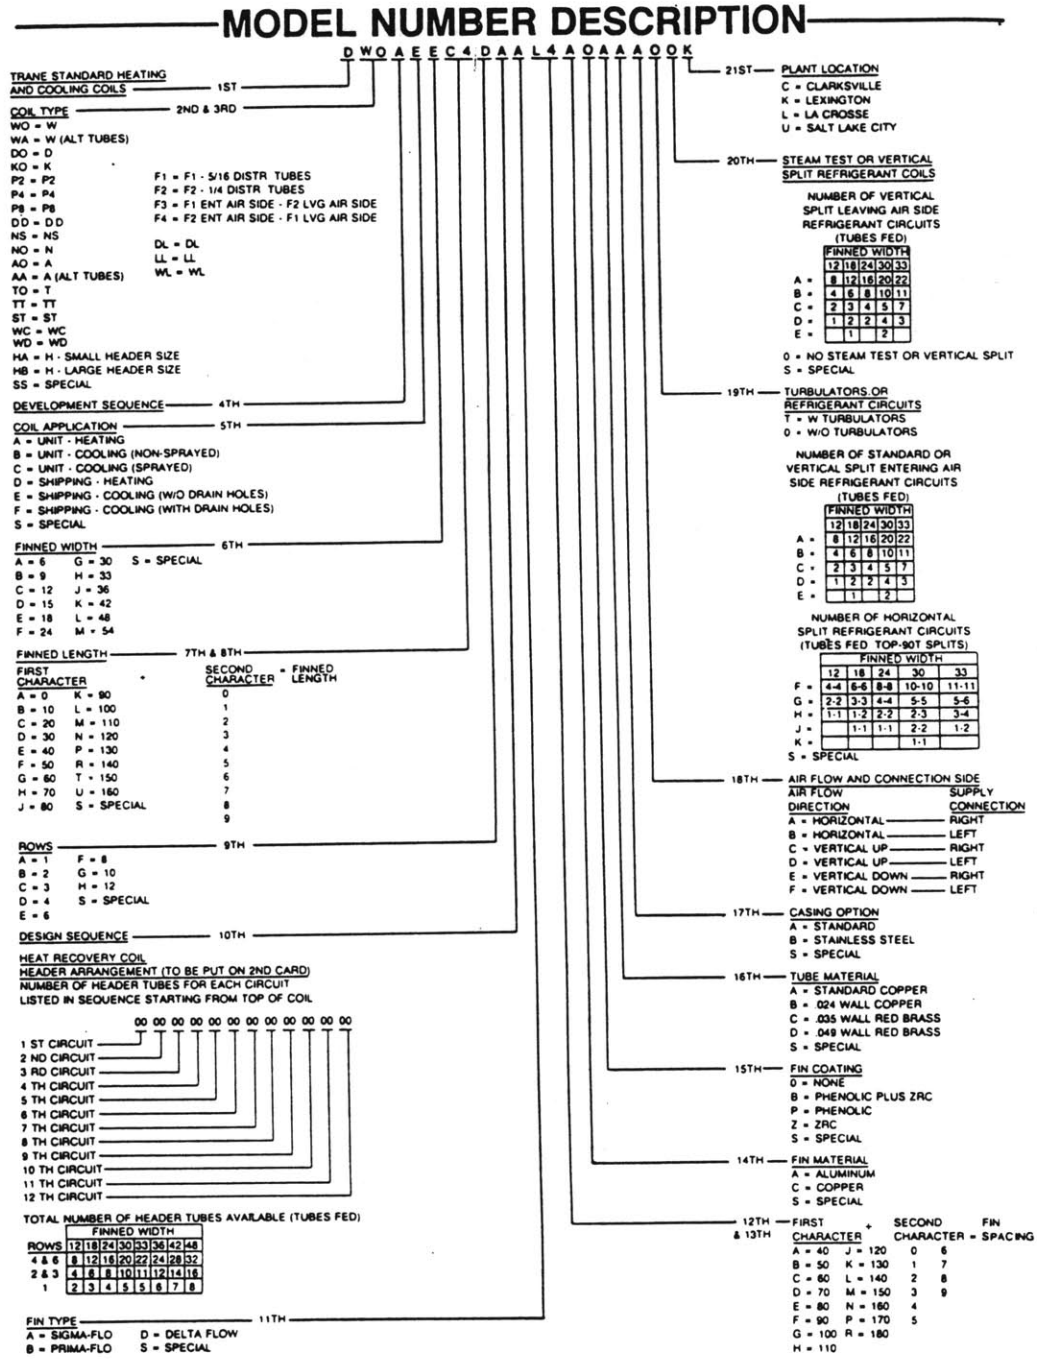 MODEL NUMBER DESCRIPTION
D W O A E E C 4 D A A L 4 A 0 A A A 0 0 K
TRANE STANDARD HEATING
AND COOLING COILS 1ST
COIL TYPE 2ND & 3RD
WO = W
WA = W (ALT TUBES)
DO = D
KO = K
P2 = P2
P4 = P4
P8 = P8
DD = DD
NS = NS
NO = N
AO = A
AA = A (ALT TUBES)
TO = T
TT = TT
ST = ST
WC = WC
WD = WD
HA = H - SMALL HEADER SIZE
HB = H - LARGE HEADER SIZE
SS = SPECIAL
F1 = F1 - 5/16 DISTR TUBES
F2 = F2 - 1/4 DISTR TUBES
F3 = F1 ENT AIR SIDE - F2 LVG AIR SIDE
F4 = F2 ENT AIR SIDE - F1 LVG AIR SIDE
DL = DL
LL = LL
WL = WL
DEVELOPMENT SEQUENCE 4TH
COIL APPLICATION 5TH
A = UNIT - HEATING
B = UNIT - COOLING (NON-SPRAYED)
C = UNIT - COOLING (SPRAYED)
D = SHIPPING - HEATING
E = SHIPPING - COOLING (W/O DRAIN HOLES)
F = SHIPPING - COOLING (WITH DRAIN HOLES)
S = SPECIAL
FINNED WIDTH 6TH
A = 6 G = 30 S = SPECIAL
B = 9 H = 33
C = 12 J = 36
D = 15 K = 42
E = 18 L = 48
F = 24 M = 54
FINNED LENGTH 7TH & 8TH
FIRST SECOND = FINNED
CHARACTER CHARACTER LENGTH
A = 0 K = 90 0
B = 10 L = 100 1
C = 20 M = 110 2
D = 30 N = 120 3
E = 40 P = 130 4
F = 50 R = 140 5
G = 60 T = 150 6
H = 70 U = 160 7
J = 80 S = SPECIAL 8
9
ROWS 9TH
A = 1 F = 8
B = 2 G = 10
C = 3 H = 12
D = 4 S = SPECIAL
E = 6
DESIGN SEQUENCE 10TH
HEAT RECOVERY COIL
HEADER ARRANGEMENT (TO BE PUT ON 2ND CARD)
NUMBER OF HEADER TUBES FOR EACH CIRCUIT
LISTED IN SEQUENCE STARTING FROM TOP OF COIL
00 00 00 00 00 00 00 00 00 00 00 00
1 ST CIRCUIT
2 ND CIRCUIT
3 RD CIRCUIT
4 TH CIRCUIT
5 TH CIRCUIT
6 TH CIRCUIT
7 TH CIRCUIT
8 TH CIRCUIT
9 TH CIRCUIT
10 TH CIRCUIT
11 TH CIRCUIT
12 TH CIRCUIT
TOTAL NUMBER OF HEADER TUBES AVAILABLE (TUBES FED)
FINNED WIDTH
ROWS 12 18 24 30 33 36 42 48
4 & 6 8 12 16 20 22 24 28 32
2 & 3 4 6 8 10 11 12 14 16
1 2 3 4 5 5 6 7 8
FIN TYPE 11TH
A = SIGMA-FLO D = DELTA FLOW
B = PRIMA-FLO S = SPECIAL
21ST PLANT LOCATION
C = CLARKSVILLE
K = LEXINGTON
L = LA CROSSE
U = SALT LAKE CITY
20TH STEAM TEST OR VERTICAL
SPLIT REFRIGERANT COILS
NUMBER OF VERTICAL
SPLIT LEAVING AIR SIDE
REFRIGERANT CIRCUITS
(TUBES FED)
FINNED WIDTH
12 18 24 30 33
A = 8 12 16 20 22
B = 4 6 8 10 11
C = 2 3 4 5 7
D = 1 2 2 4 3
E = 1 2
0 = NO STEAM TEST OR VERTICAL SPLIT
S = SPECIAL
19TH TURBULATORS OR
REFRIGERANT CIRCUITS
T = W TURBULATORS
0 = W/O TURBULATORS
NUMBER OF STANDARD OR
VERTICAL SPLIT ENTERING AIR
SIDE REFRIGERANT CIRCUITS
(TUBES FED)
FINNED WIDTH
12 18 24 30 33
A = 8 12 16 20 22
B = 4 6 8 10 11
C = 2 3 4 5 7
D = 1 2 2 4 3
E = 1 2
NUMBER OF HORIZONTAL
SPLIT REFRIGERANT CIRCUITS
(TUBES FED TOP-BOT SPLITS)
FINNED WIDTH
12 18 24 30 33
F = 4-4 6-6 8-8 10-10 11-11
G = 2-2 3-3 4-4 5-5 5-6
H = 1-1 1-2 2-2 2-3 3-4
J = 1-1 1-1 2-2 1-2
K = 1-1
S = SPECIAL
18TH AIR FLOW AND CONNECTION SIDE
AIR FLOW SUPPLY
DIRECTION CONNECTION
A = HORIZONTAL RIGHT
B = HORIZONTAL LEFT
C = VERTICAL UP RIGHT
D = VERTICAL UP LEFT
E = VERTICAL DOWN RIGHT
F = VERTICAL DOWN LEFT
17TH CASING OPTION
A = STANDARD
B = STAINLESS STEEL
S = SPECIAL
16TH TUBE MATERIAL
A = STANDARD COPPER
B = .024 WALL COPPER
C = .035 WALL RED BRASS
D = .049 WALL RED BRASS
S = SPECIAL
15TH FIN COATING
0 = NONE
B = PHENOLIC PLUS ZRC
P = PHENOLIC
Z = ZRC
S = SPECIAL
14TH FIN MATERIAL
A = ALUMINUM
C = COPPER
S = SPECIAL
12TH FIRST + SECOND FIN
& 13TH CHARACTER CHARACTER = SPACING
A = 40 J = 120 0 6
B = 50 K = 130 1 7
C = 60 L = 140 2 8
D = 70 M = 150 3 9
E = 80 N = 160 4
F = 90 P = 170 5
G = 100 R = 180
H = 110